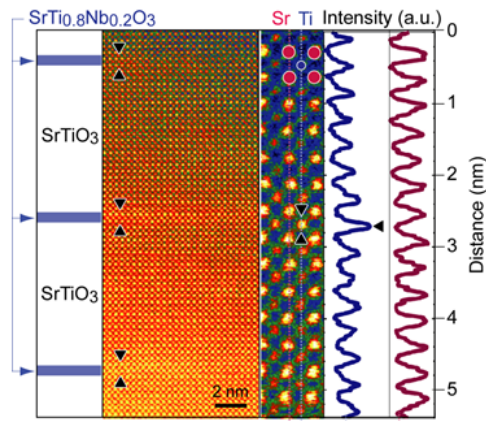 SrTi0.8Nb0.2O3
Sr Ti Intensity (a.u.)
0
SrTiO3
1
2
Distance (nm)
3
SrTiO3
4
2 nm
5